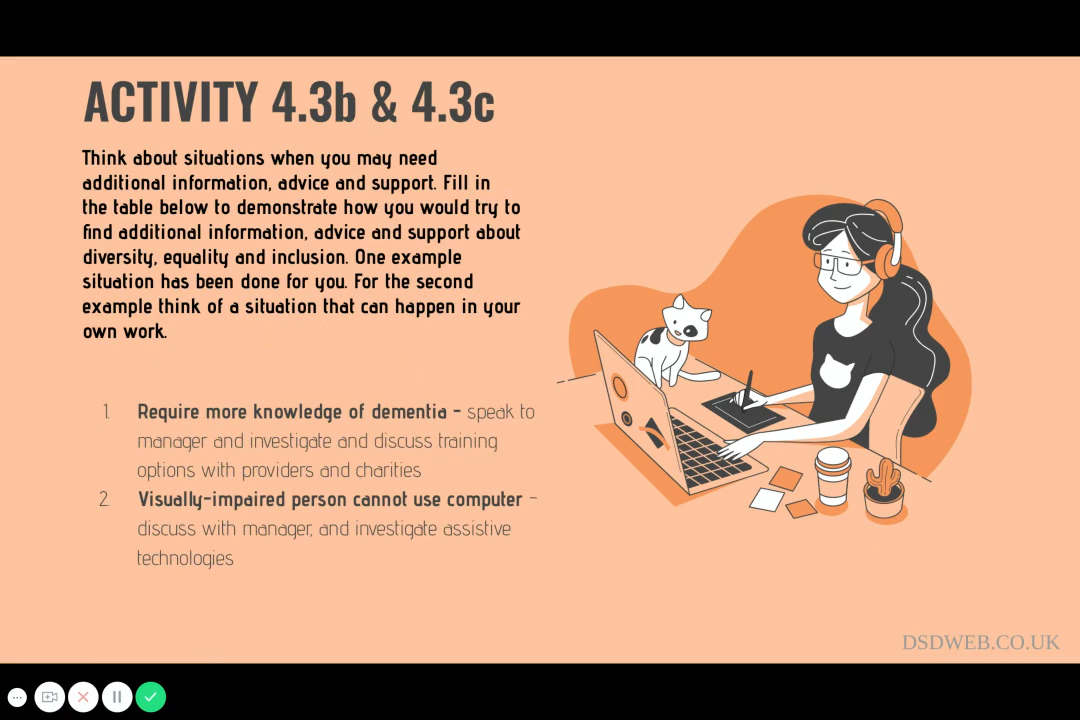 ACTIVITY 4.3b & 4.3c
Think about situations when you may need
additional information, advice and support. Fill in
the table below to demonstrate how you would try to
find additional information, advice and support about
diversity, equality and inclusion. One example
situation has been done for you. For the second
example think of a situation that can happen in your
own work.
1. Require more knowledge of dementia - speak to
manager and investigate and discuss training
options with providers and charities
2. Visually-impaired person cannot use computer -
discuss with manager, and investigate assistive
technologies
DSDWEB.CO.UK